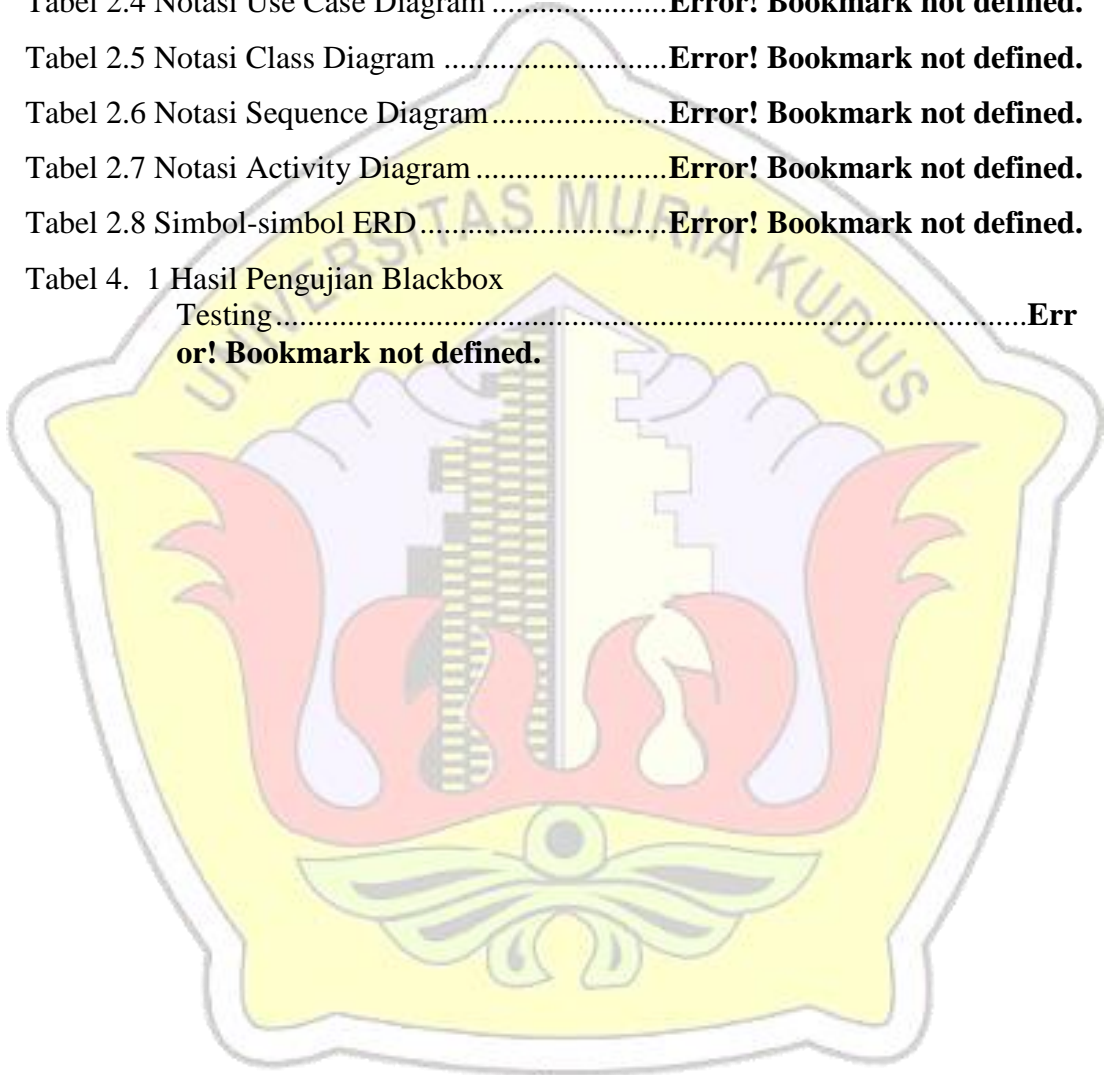 Tabel 2.4 Notasi Use Case Diagram ......................Error! Bookmark not defined.
Tabel 2.5 Notasi Class Diagram ............................Error! Bookmark not defined.
Tabel 2.6 Notasi Sequence Diagram......................Error! Bookmark not defined.
Tabel 2.7 Notasi Activity Diagram ........................Error! Bookmark not defined.
Tabel 2.8 Simbol-simbol ERD...............................Error! Bookmark not defined.
Tabel 4. 1 Hasil Pengujian Blackbox
Testing..............................................................................................Err
or! Bookmark not defined.
UNIVERSITAS MURIA KUDUS